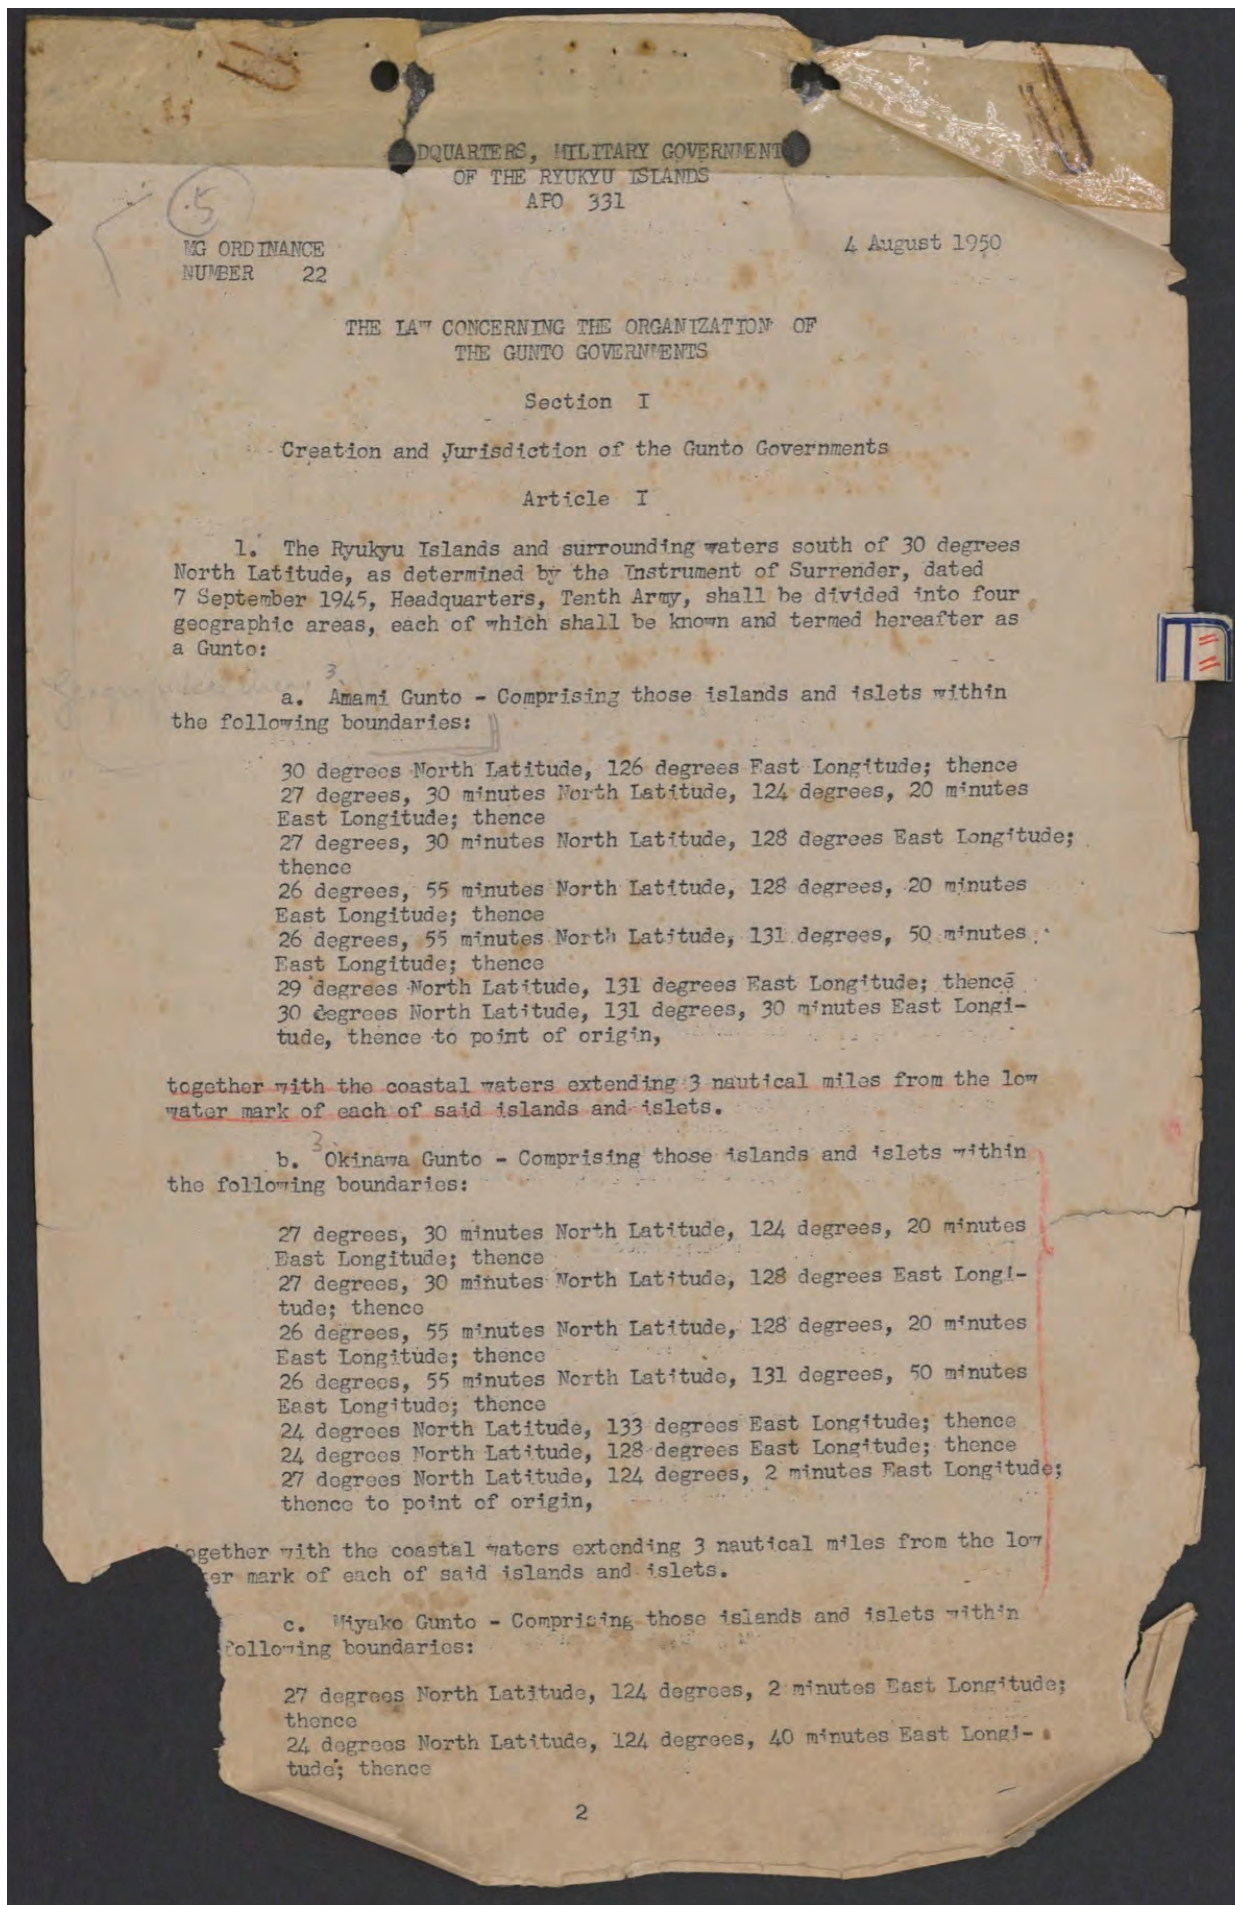 DQUARTERS, MILITARY GOVERNMENT
OF THE RYUKYU ISLANDS
APO 331
5
MG ORDINANCE
4 August 1950
NUMBER 22
THE LAW CONCERNING THE ORGANIZATION OF
THE GUNTO GOVERNMENTS
Section I
Creation and Jurisdiction of the Gunto Governments
Article I
1. The Ryukyu Islands and surrounding waters south of 30 degrees
North Latitude, as determined by the Instrument of Surrender, dated
7 September 1945, Headquarters, Tenth Army, shall be divided into four
geographic areas, each of which shall be known and termed hereafter as
a Gunto:
3
a. Amami Gunto - Comprising those islands and islets within
the following boundaries:
30 degrees North Latitude, 126 degrees East Longitude; thence
27 degrees, 30 minutes North Latitude, 124 degrees, 20 minutes
East Longitude; thence
27 degrees, 30 minutes North Latitude, 128 degrees East Longitude;
thence
26 degrees, 55 minutes North Latitude, 128 degrees, 20 minutes
East Longitude; thence
26 degrees, 55 minutes North Latitude, 131 degrees, 50 minutes
East Longitude; thence
29 degrees North Latitude, 131 degrees East Longitude; thence
30 degrees North Latitude, 131 degrees, 30 minutes East Longi-
tude, thence to point of origin,
together with the coastal waters extending 3 nautical miles from the low
water mark of each of said islands and islets.
3
b. Okinawa Gunto - Comprising those islands and islets within
the following boundaries:
27 degrees, 30 minutes North Latitude, 124 degrees, 20 minutes
East Longitude; thence
27 degrees, 30 minutes North Latitude, 128 degrees East Longi-
tude; thence
26 degrees, 55 minutes North Latitude, 128 degrees, 20 minutes
East Longitude; thence
26 degrees, 55 minutes North Latitude, 131 degrees, 50 minutes
East Longitude; thence
24 degrees North Latitude, 133 degrees East Longitude; thence
24 degrees North Latitude, 128 degrees East Longitude; thence
27 degrees North Latitude, 124 degrees, 2 minutes East Longitude;
thence to point of origin,
together with the coastal waters extending 3 nautical miles from the low
er mark of each of said islands and islets.
c. Miyako Gunto - Comprising those islands and islets within
following boundaries:
27 degrees North Latitude, 124 degrees, 2 minutes East Longitude;
thence
24 degrees North Latitude, 124 degrees, 40 minutes East Longi-
tude; thence
2